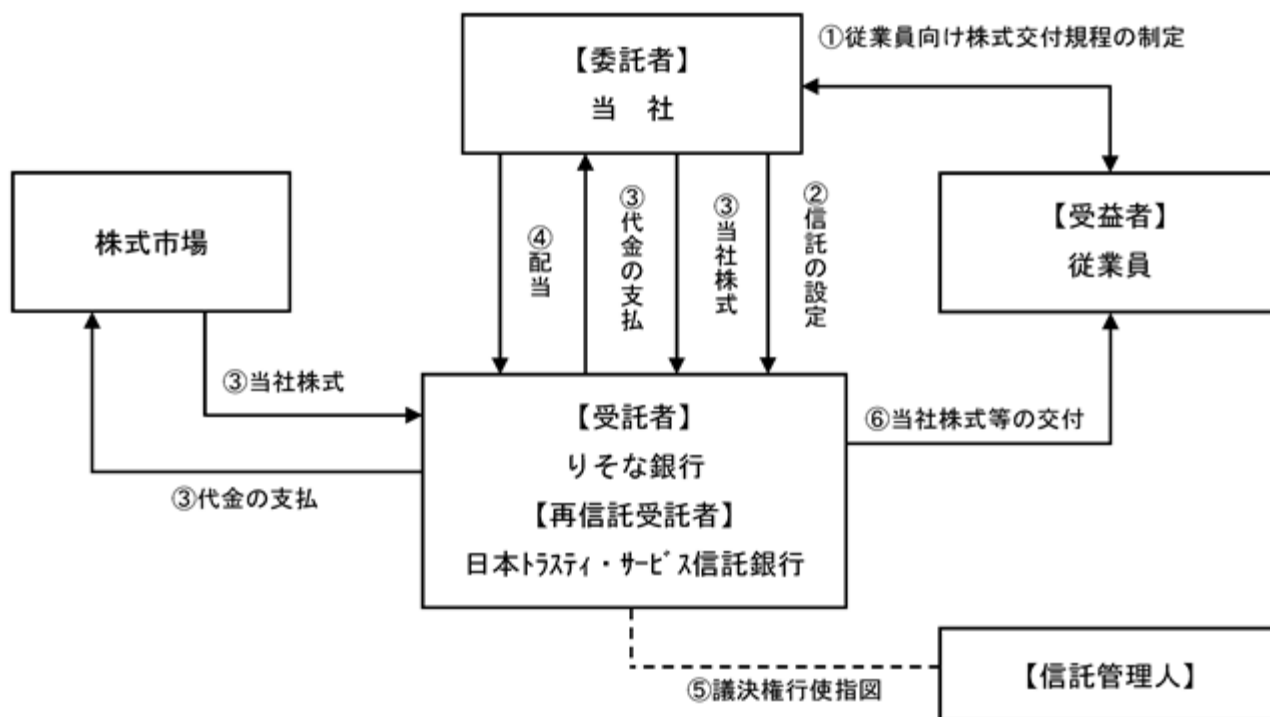 ①従業員向け株式交付規程の制定
【委託者】
当　社
株式市場
④配当
③代金の支払
③当社株式
②信託の設定
【受益者】
従業員
③当社株式
③代金の支払
【受託者】
りそな銀行
【再信託受託者】
日本ﾄﾗｽﾃｨ・ｻｰﾋﾞｽ信託銀行
⑥当社株式等の交付
⑤議決権行使指図
【信託管理人】